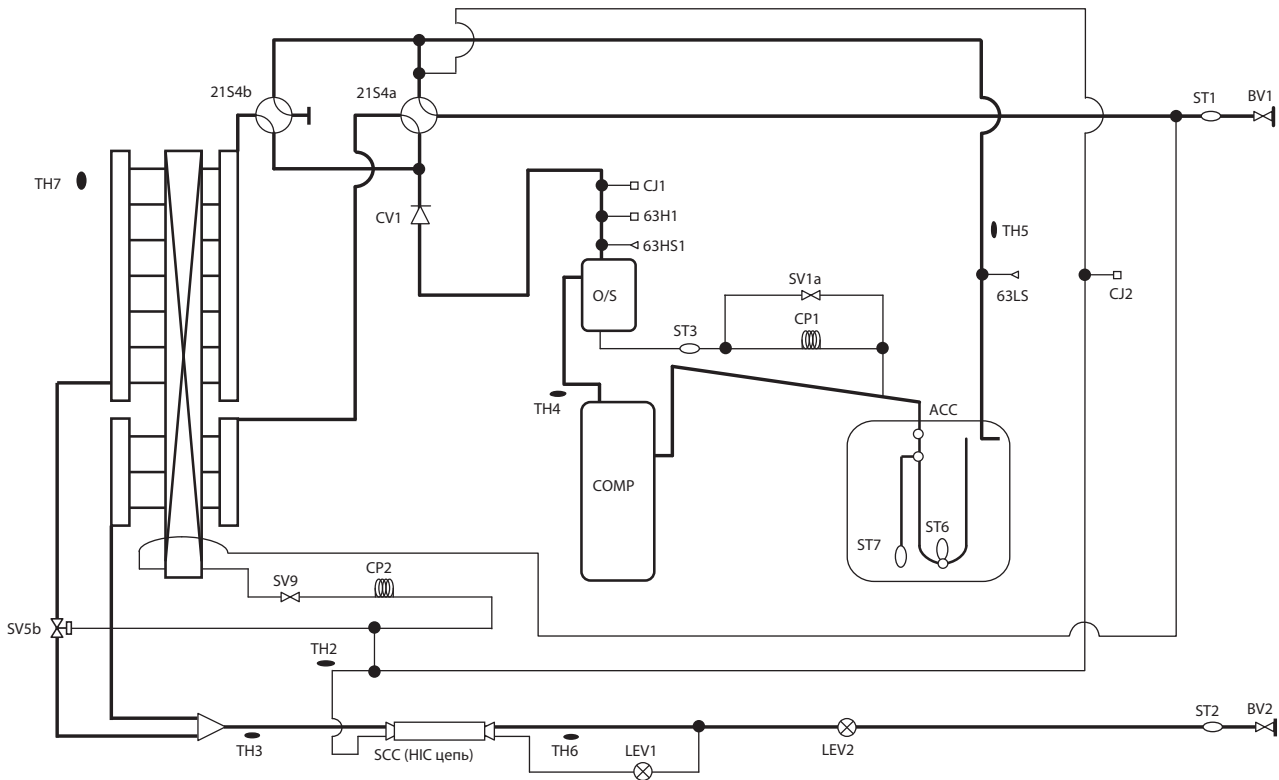 21S4b
21S4a
ST1
BV1
TH7
CJ1
CV1
63H1
63HS1
TH5
O/S
SV1a
63LS
CJ2
ST3
CP1
TH4
ACC
COMP
ST6
ST7
SV9
CP2
SV5b
TH2
ST2
BV2
TH3
SCC (HIC цепь)
TH6
LEV1
LEV2